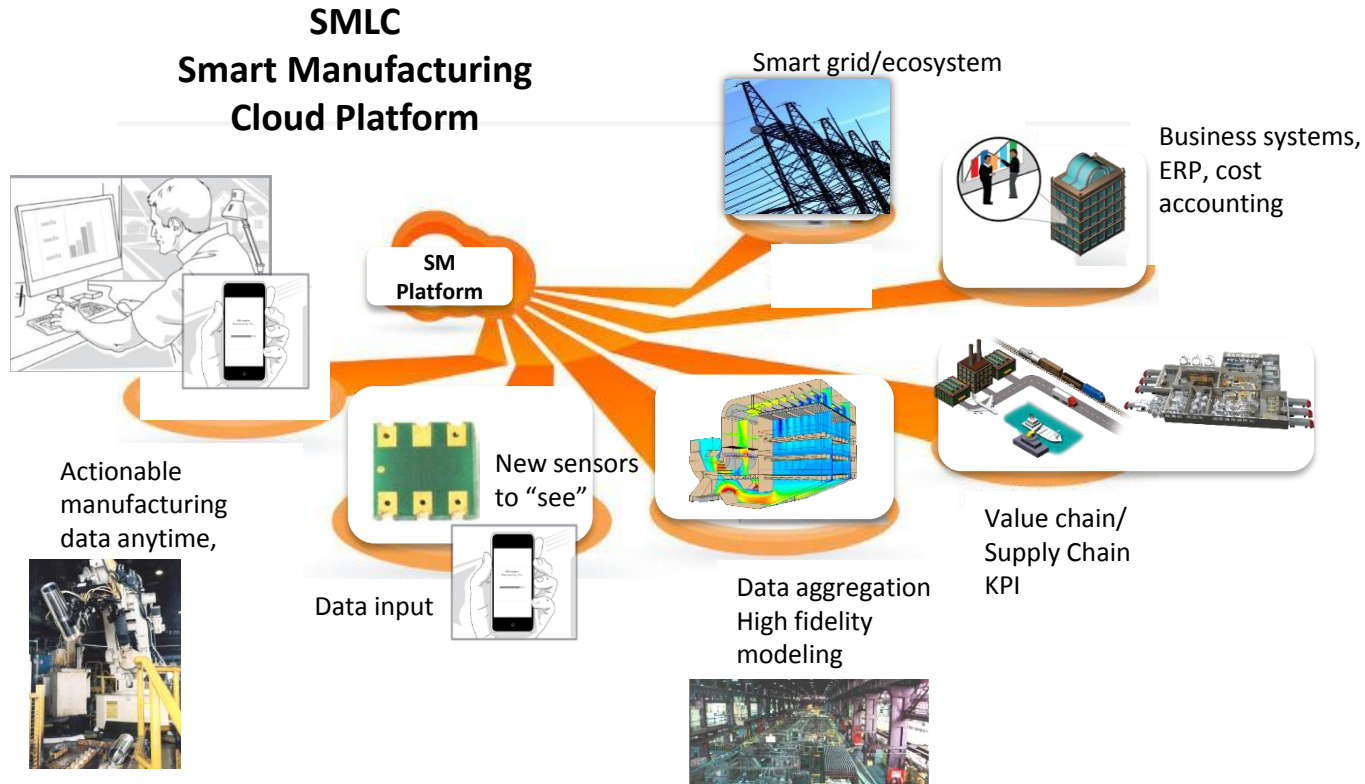 SMLC
Smart Manufacturing
Cloud Platform
Smart grid/ecosystem
Business systems,
ERP, cost
accounting
SM
Platform
New sensors
to “see”
Actionable
manufacturing
data anytime,
Data input
Data aggregation
High fidelity
modeling
Value chain/
Supply Chain
KPI